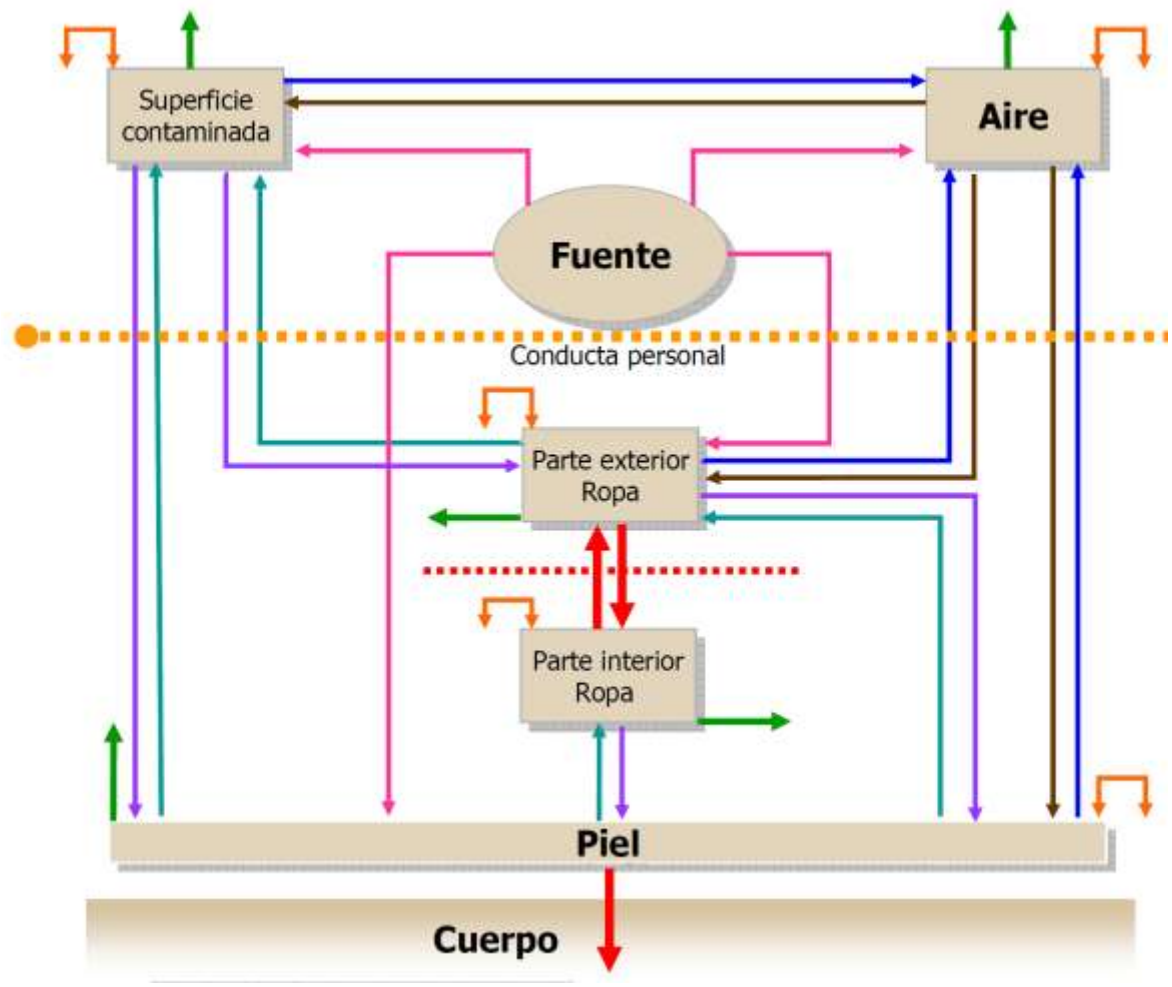 Superficie
contaminada
Aire
Fuente
Conducta personal
Parte exterior
Ropa
Parte interior
Ropa
Piel
Cuerpo